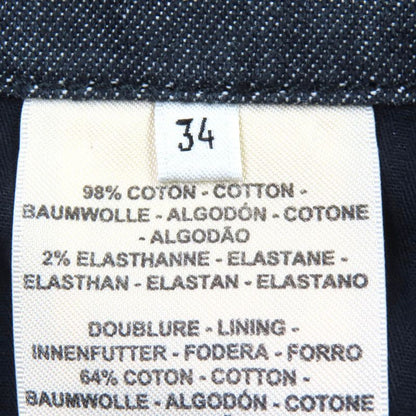 34
98% COTON - COTTON -
BAUMWOLLE - ALGODÓN - COTONE
- ALGODÃO
2% ELASTHANNE - ELASTANE -
ELASTHAN - ELASTAN - ELASTANO
DOUBLURE - LINING -
INNENFUTTER - FODERA - FORRO
64% COTON - COTTON -
BAUMWOLLE - ALGODÓN - COTONE